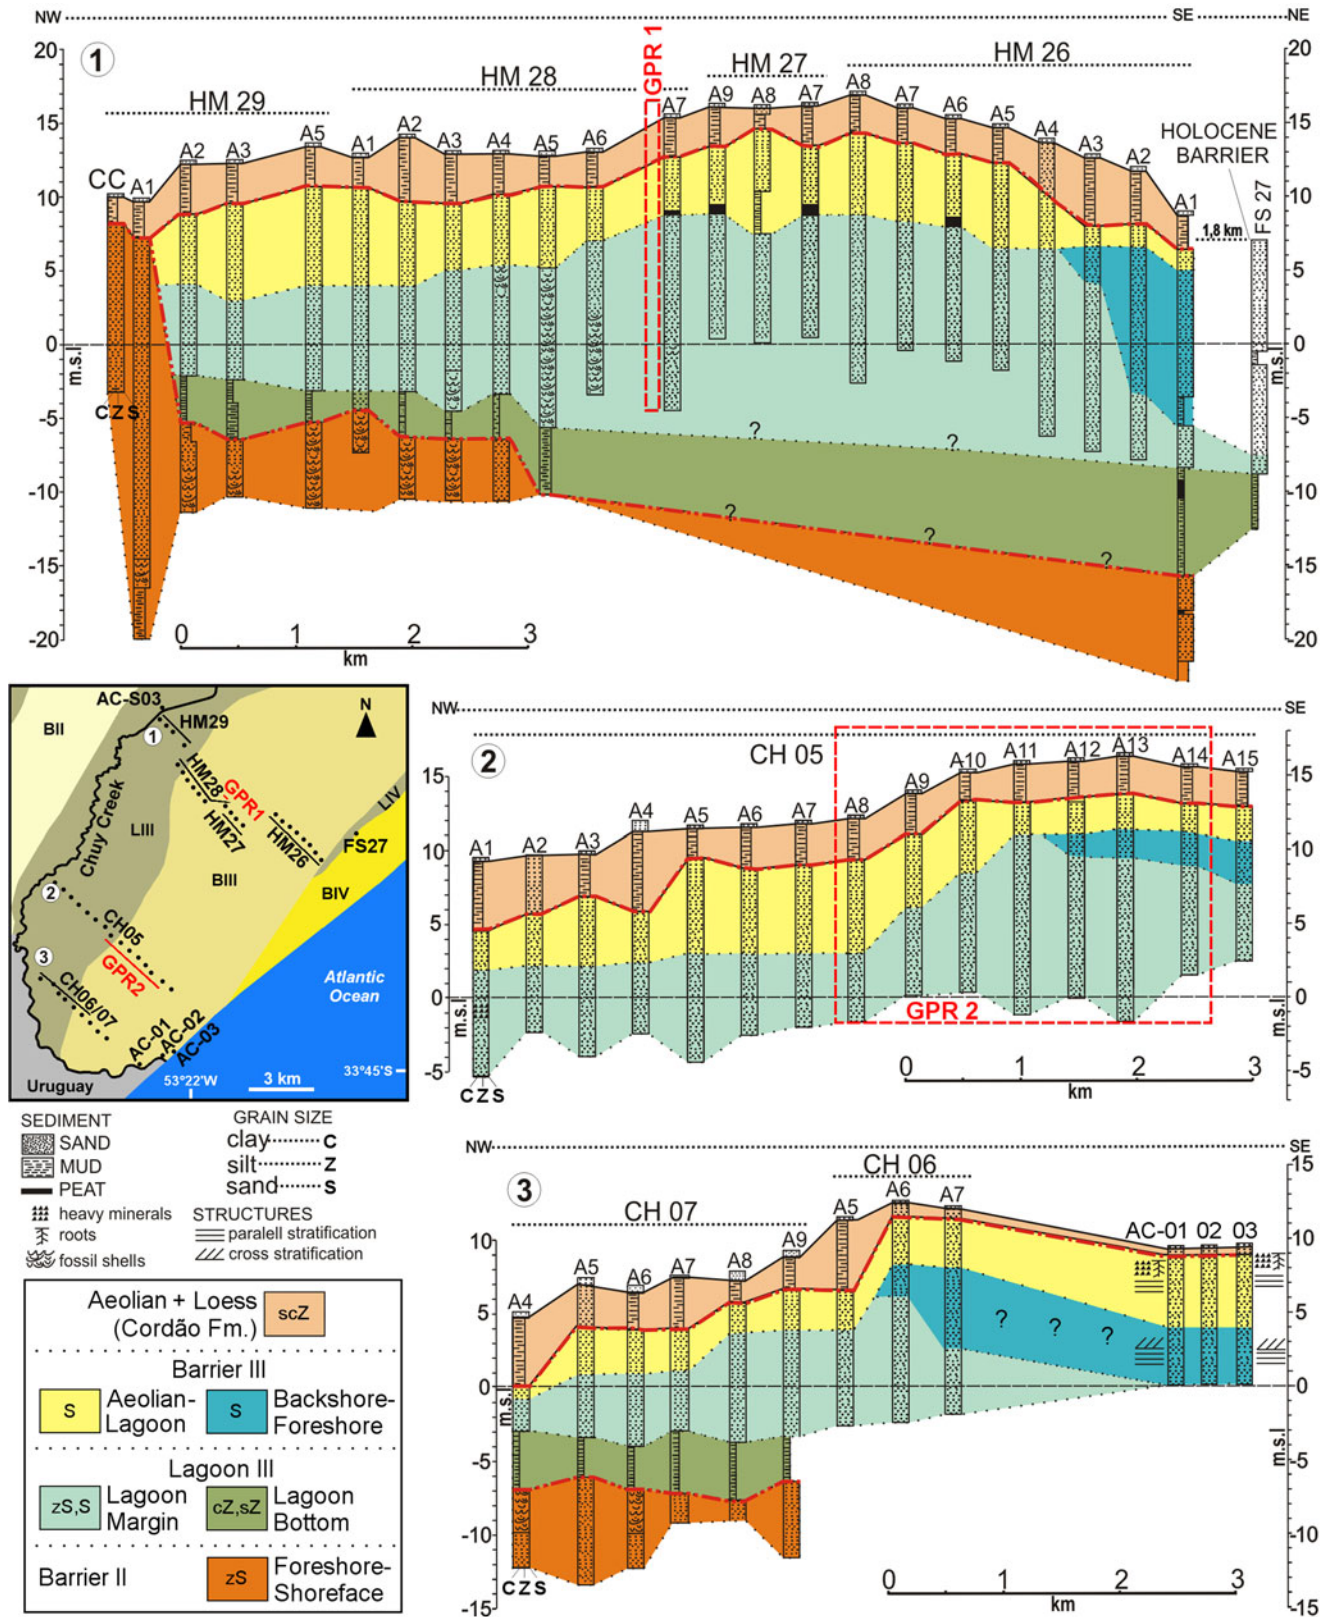 NW
SE
NE
1
GPR 1
HM 29
HM 28
HM 27
HM 26
HOLOCENE
BARRIER
FS 27
1,8 km
CC A1 A2 A3 A5 A1 A2 A3 A4 A5 A6 A7 A9 A8 A7 A8 A7 A6 A5 A4 A3 A2 A1
20
15
10
5
0
-5
-10
-15
-20
m.s.l
20
15
10
5
0
-5
-10
-15
-20
m.s.l
C Z S
? ?
? ? ?
0 1 2 3
km
AC-S03
HM29
N
BII
1
HM28
GPR1
HM27
HM26
Chuy Creek
LIII
LIV
FS27
BIII
BIV
2
CH05
GPR2
3
CH06/07
Atlantic
Ocean
AC-01
AC-02
AC-03
Uruguay
53°22'W
3 km
33°45'S
NW
SE
2
CH 05
A1 A2 A3 A4 A5 A6 A7 A8 A9 A10 A11 A12 A13 A14 A15
15
10
5
0
-5
m.s.l
15
10
5
0
-5
GPR 2
C Z S
0 1 2 3
km
SEDIMENT
SAND
MUD
PEAT
heavy minerals
roots
fossil shells
GRAIN SIZE
clay C
silt Z
sand S
STRUCTURES
paralell stratification
cross stratification
NW
SE
3
CH 07
CH 06
A4 A5 A6 A7 A8 A9 A5 A6 A7 AC-01 02 03
10
5
0
-5
-10
-15
m.s.l
15
10
5
0
-5
-10
-15
m.s.l
? ? ?
C Z S
0 1 2 3
km
Aeolian + Loess
(Cordão Fm.)
scZ
Barrier III
S
Aeolian-
Lagoon
S
Backshore-
Foreshore
Lagoon III
zS,S
Lagoon
Margin
cZ,sZ
Lagoon
Bottom
Barrier II
zS
Foreshore-
Shoreface